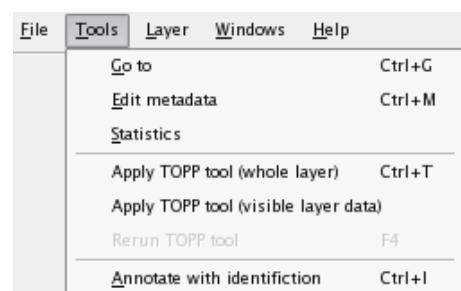 File Tools Layer Windows Help
Go to Ctrl+G
Edit metadata Ctrl+M
Statistics
Apply TOPP tool (whole layer) Ctrl+T
Apply TOPP tool (visible layer data)
Rerun TOPP tool F4
Annotate with identifiction Ctrl+I